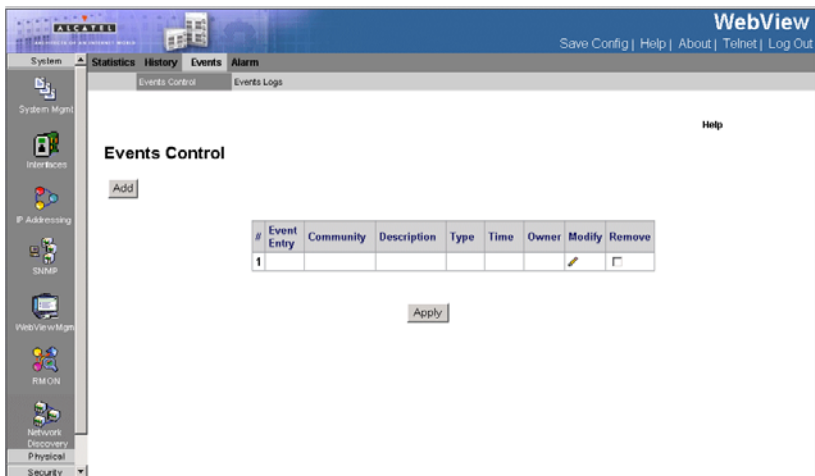 ALCATEL
WebView
Save Config | Help | About | Telnet | Log Out
System
Statistics History Events Alarm
Events Control Events Logs
System Mgmt
Interfaces
IP Addressing
SNMP
WebViewMgm
RMON
Network
Discovery
Physical
Security
Help
Events Control
Add
# Event Entry Community Description Type Time Owner Modify Remove
1
Apply